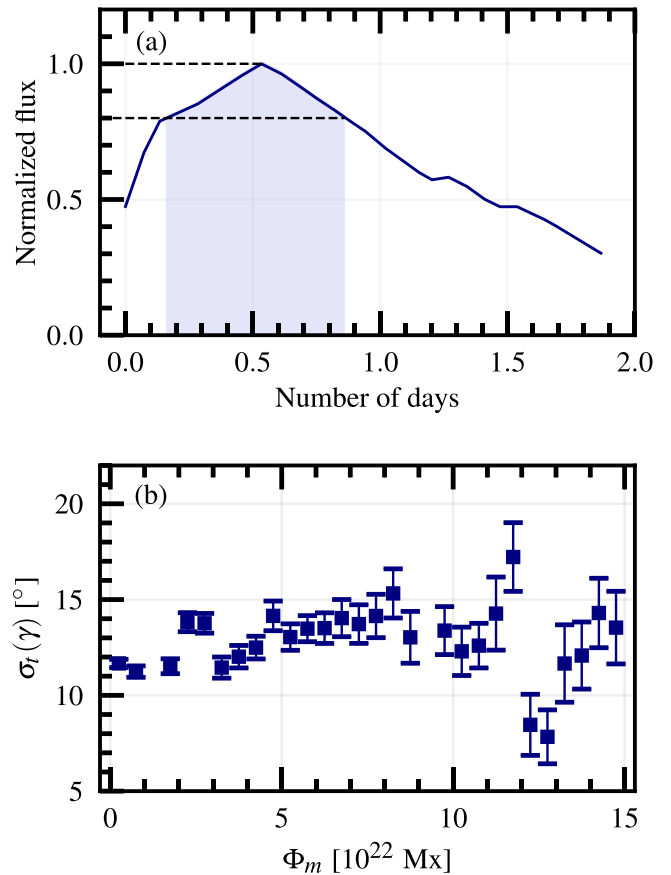 (a)
1.0
0.5
0.0
Normalized flux
0.0 0.5 1.0 1.5 2.0
Number of days
(b)
20
15
10
5
σₜ(γ) [°]
0 5 10 15
Φₘ [10²² Mx]